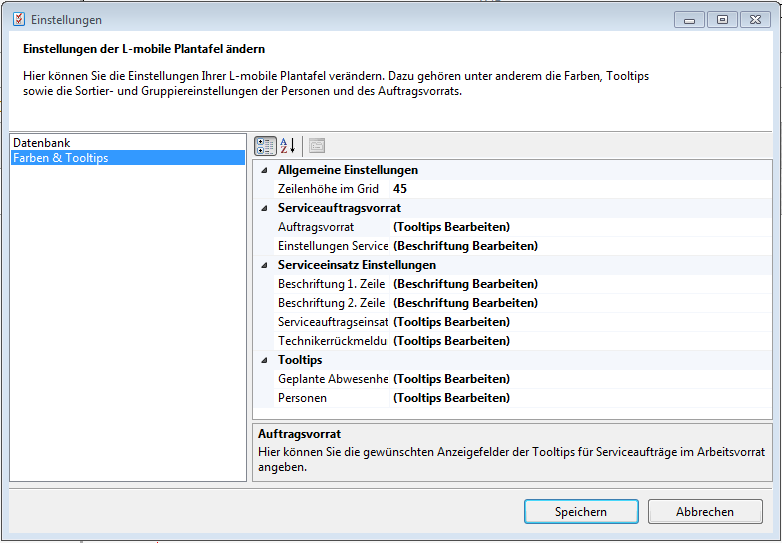 Einstellungen
Einstellungen der L-mobile Plantafel ändern
Hier können Sie die Einstellungen Ihrer L-mobile Plantafel verändern. Dazu gehören unter anderem die Farben, Tooltips
sowie die Sortier- und Gruppiereinstellungen der Personen und des Auftragsvorrats.
Datenbank
Farben & Tooltips
Allgemeine Einstellungen
Zeilenhöhe im Grid 45
Serviceauftragsvorrat
Auftragsvorrat (Tooltips Bearbeiten)
Einstellungen Service (Beschriftung Bearbeiten)
Serviceeinsatz Einstellungen
Beschriftung 1. Zeile (Beschriftung Bearbeiten)
Beschriftung 2. Zeile (Beschriftung Bearbeiten)
Serviceauftragseinsat (Tooltips Bearbeiten)
Technikerrückmeldu (Tooltips Bearbeiten)
Tooltips
Geplante Abwesenhe (Tooltips Bearbeiten)
Personen (Tooltips Bearbeiten)
Auftragsvorrat
Hier können Sie die gewünschten Anzeigefelder der Tooltips für Serviceaufträge im Arbeitsvorrat
angeben.
Speichern Abbrechen